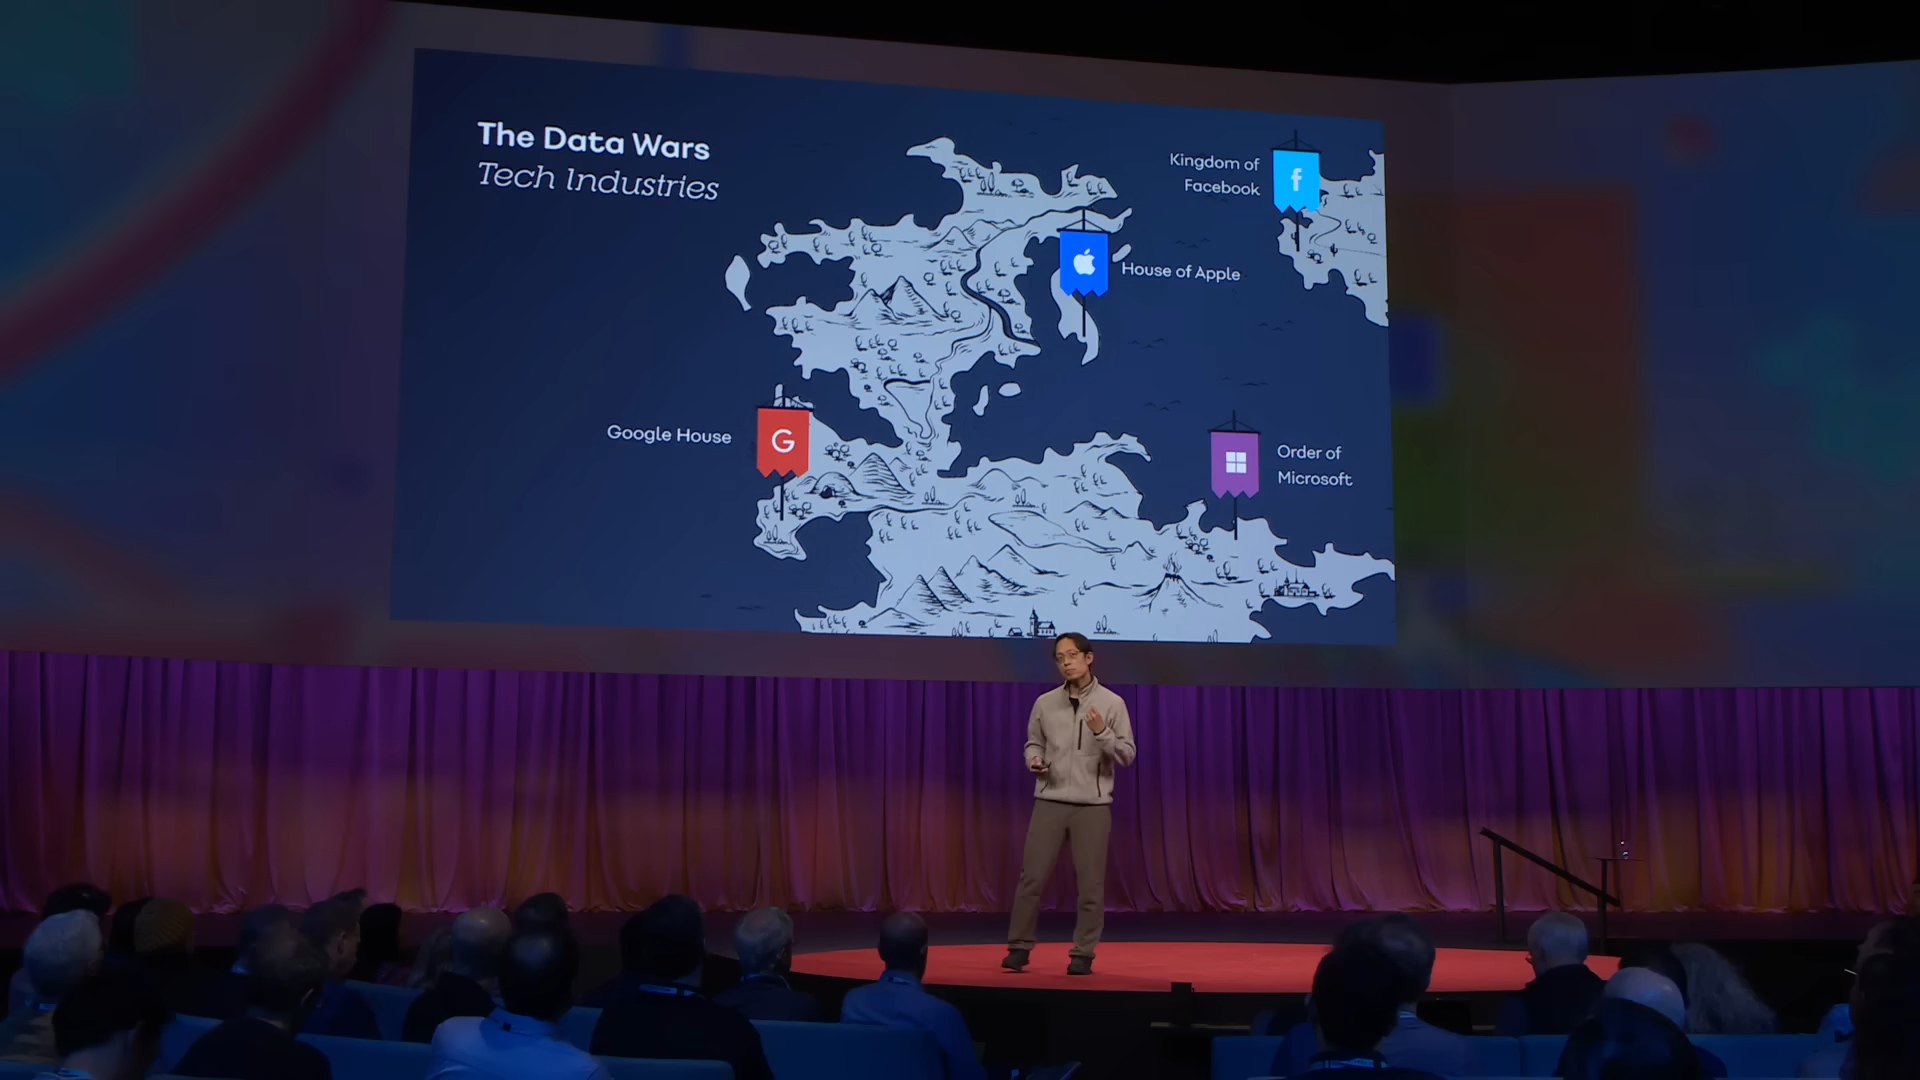 The Data Wars
Tech Industries
Kingdom of
Facebook
f
House of Apple
Google House
G
Order of
Microsoft